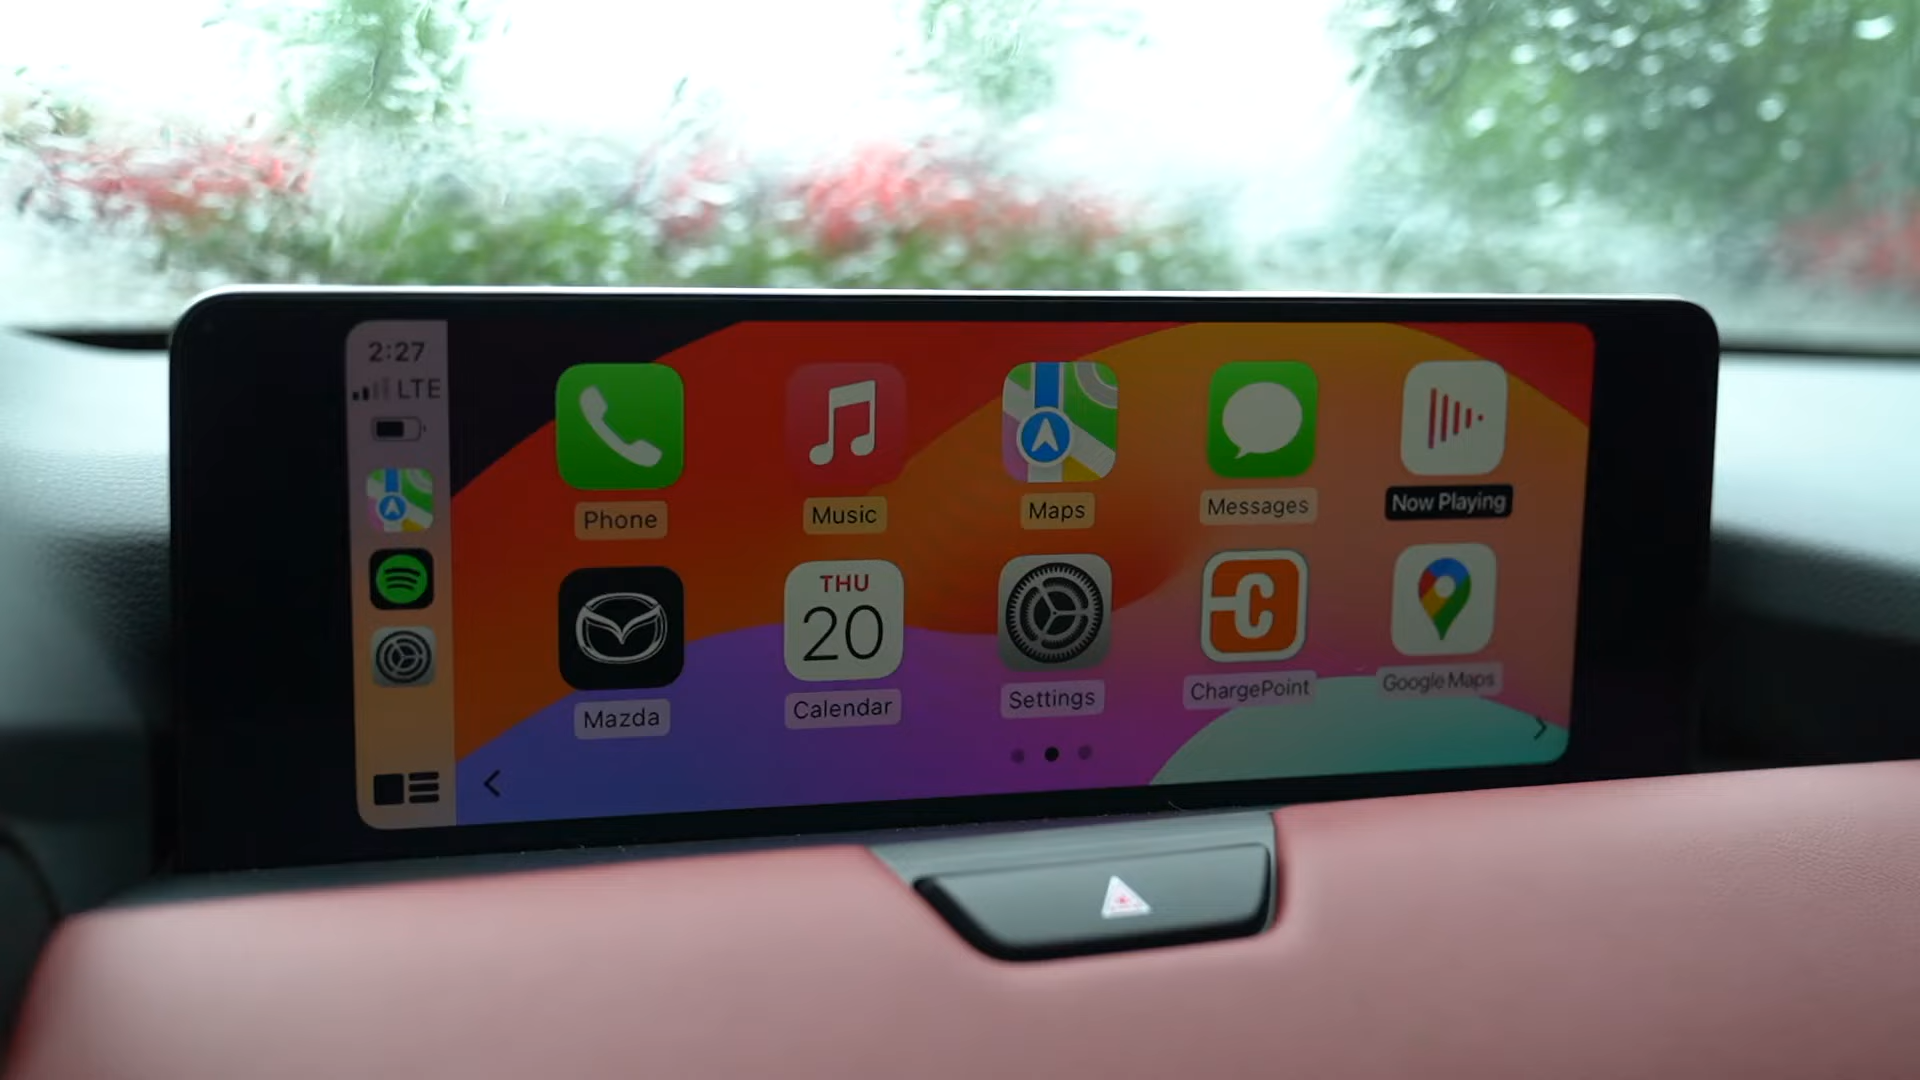 2:27
LTE
Phone
Music
Maps
Messages
Now Playing
THU
20
C
Mazda
Calendar
Settings
ChargePoint
Google Maps